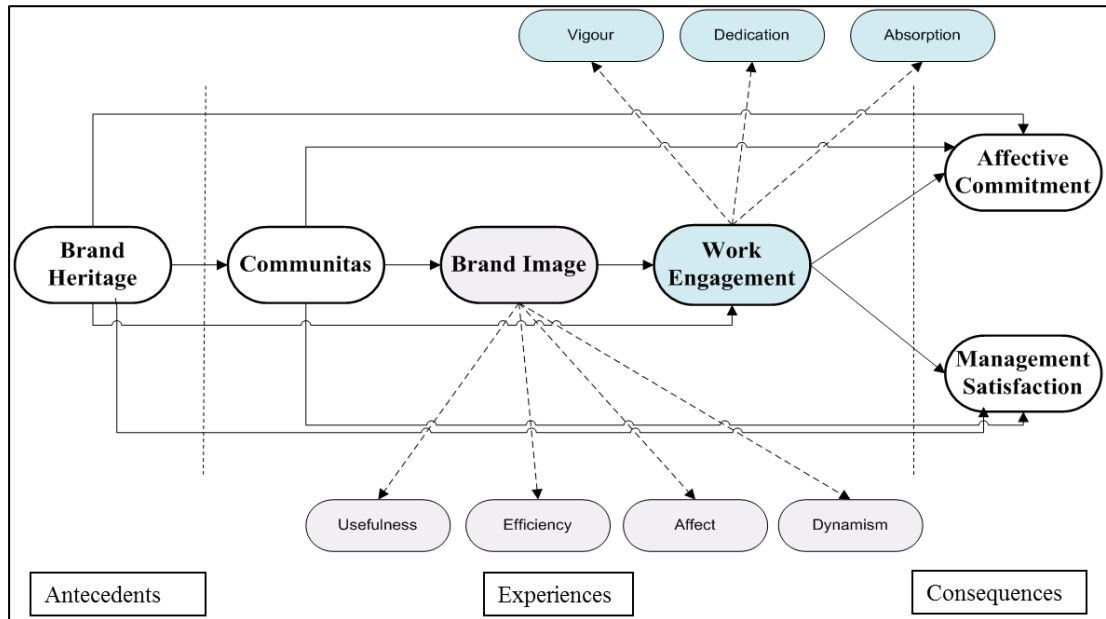 Vigour
Dedication
Absorption
Affective
Commitment
Brand
Heritage
Communitas
Brand Image
Work
Engagement
Management
Satisfaction
Usefulness
Efficiency
Affect
Dynamism
Antecedents
Experiences
Consequences